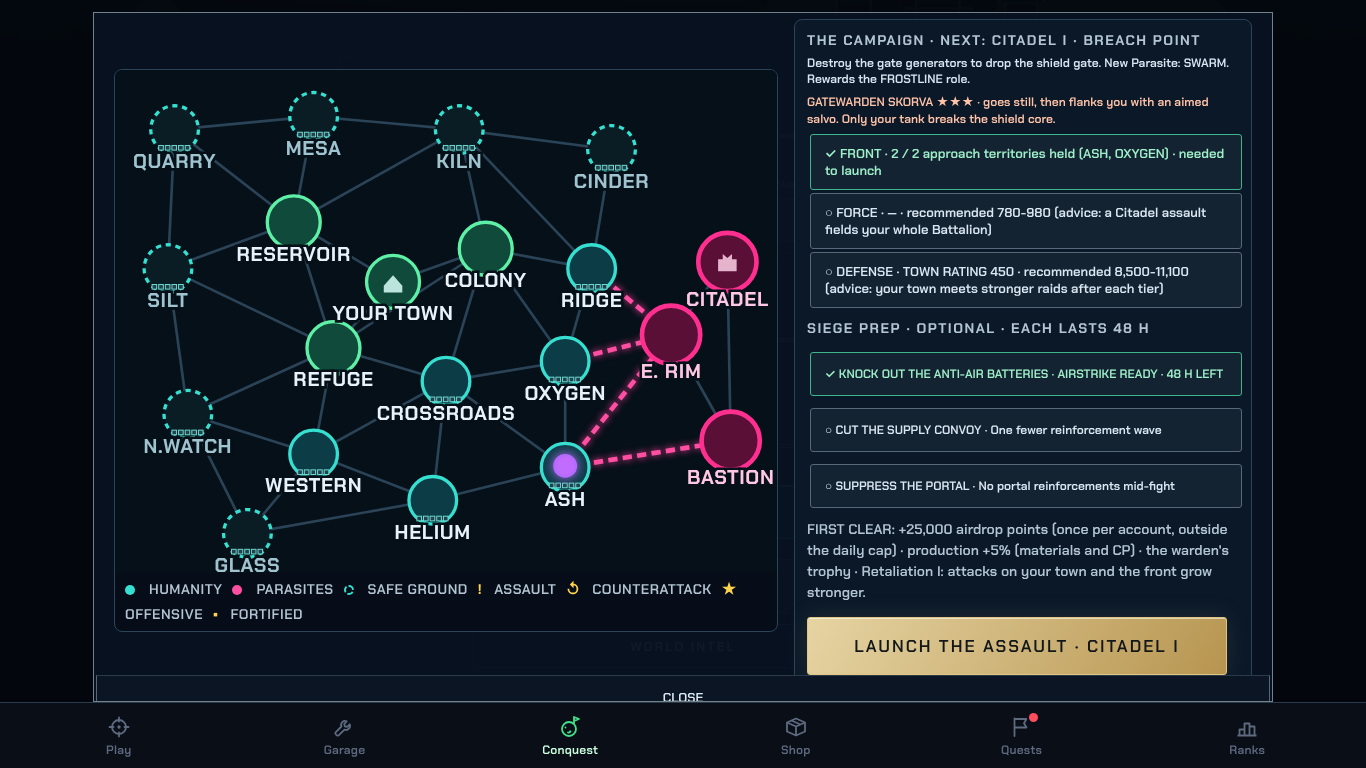 THE CAMPAIGN · NEXT: CITADEL I · BREACH POINT
Destroy the gate generators to drop the shield gate. New Parasite: SWARM.
Rewards the FROSTLINE role.
GATEWARDEN SKORVA ★★★ · goes still, then flanks you with an aimed
salvo. Only your tank breaks the shield core.
✓ FRONT · 2 / 2 approach territories held (ASH, OXYGEN) · needed
to launch
○ FORCE · — · recommended 780-980 (advice: a Citadel assault
fields your whole Battalion)
○ DEFENSE · TOWN RATING 450 · recommended 8,500-11,100
(advice: your town meets stronger raids after each tier)
SIEGE PREP · OPTIONAL · EACH LASTS 48 H
✓ KNOCK OUT THE ANTI-AIR BATTERIES · AIRSTRIKE READY · 48 H LEFT
○ CUT THE SUPPLY CONVOY · One fewer reinforcement wave
○ SUPPRESS THE PORTAL · No portal reinforcements mid-fight
FIRST CLEAR: +25,000 airdrop points (once per account, outside
the daily cap) · production +5% (materials and CP) · the warden's
trophy · Retaliation I: attacks on your town and the front grow
stronger.
LAUNCH THE ASSAULT · CITADEL I
QUARRY
MESA
KILN
CINDER
RESERVOIR
COLONY
SILT
YOUR TOWN
RIDGE
CITADEL
REFUGE
OXYGEN
E. RIM
CROSSROADS
N.WATCH
WESTERN
ASH
BASTION
HELIUM
GLASS
HUMANITY PARASITES SAFE GROUND ! ASSAULT COUNTERATTACK ★
OFFENSIVE ▪ FORTIFIED
WORLD INTEL
CLOSE
Play
Garage
Conquest
Shop
Quests
Ranks